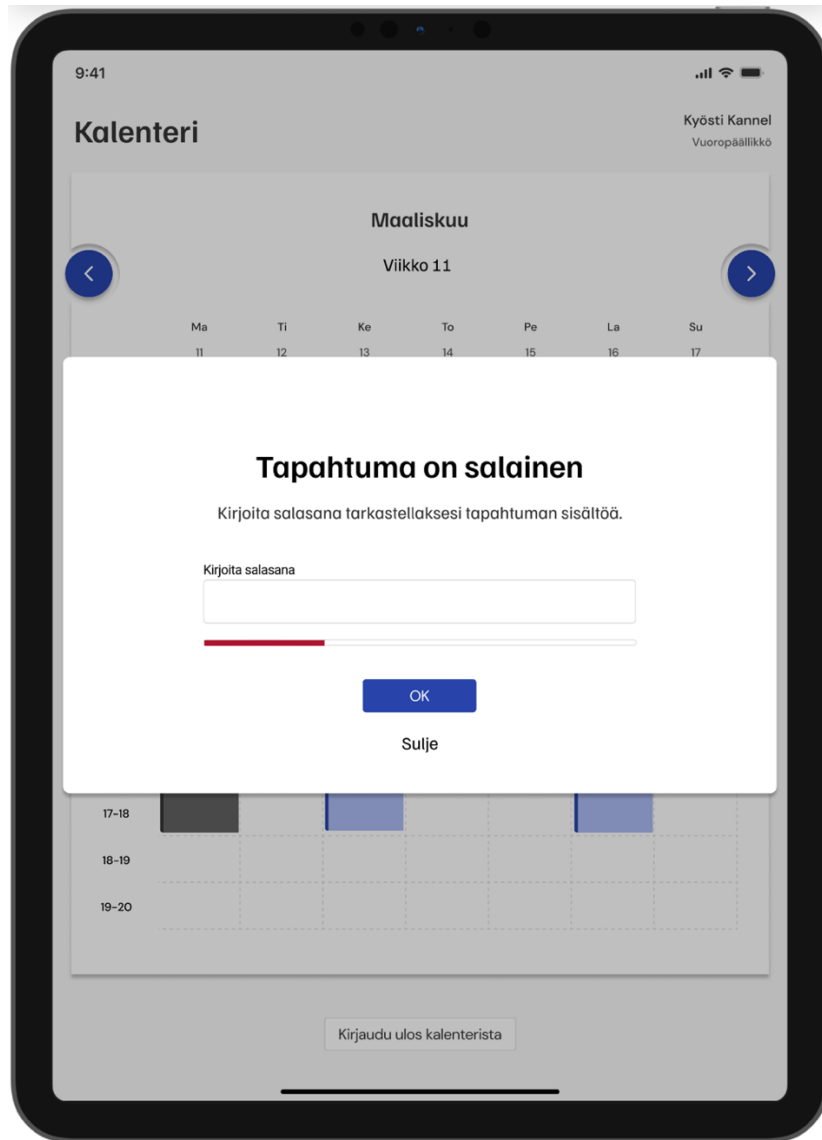 9:41
Kalenteri
Kyösti Kannel
Vuoropäällikkö
Maaliskuu
Viikko 11
Ma Ti Ke To Pe La Su
11 12 13 14 15 16 17
Tapahtuma on salainen
Kirjoita salasana tarkastellaksesi tapahtuman sisältöä.
Kirjoita salasana
OK
Sulje
17-18
18-19
19-20
Kirjaudu ulos kalenterista